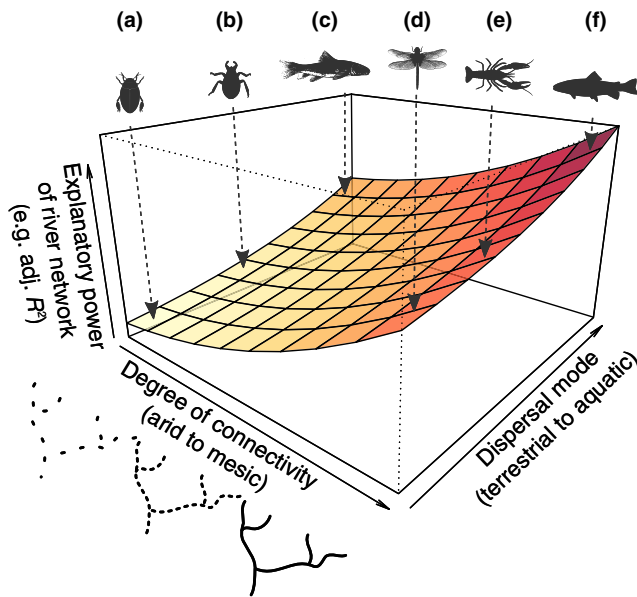 (a)
(b)
(c)
(d)
(e)
(f)
Explanatory power
of river network
(e.g. adj. R²)
Degree of connectivity
(arid to mesic)
Dispersal mode
(terrestrial to aquatic)